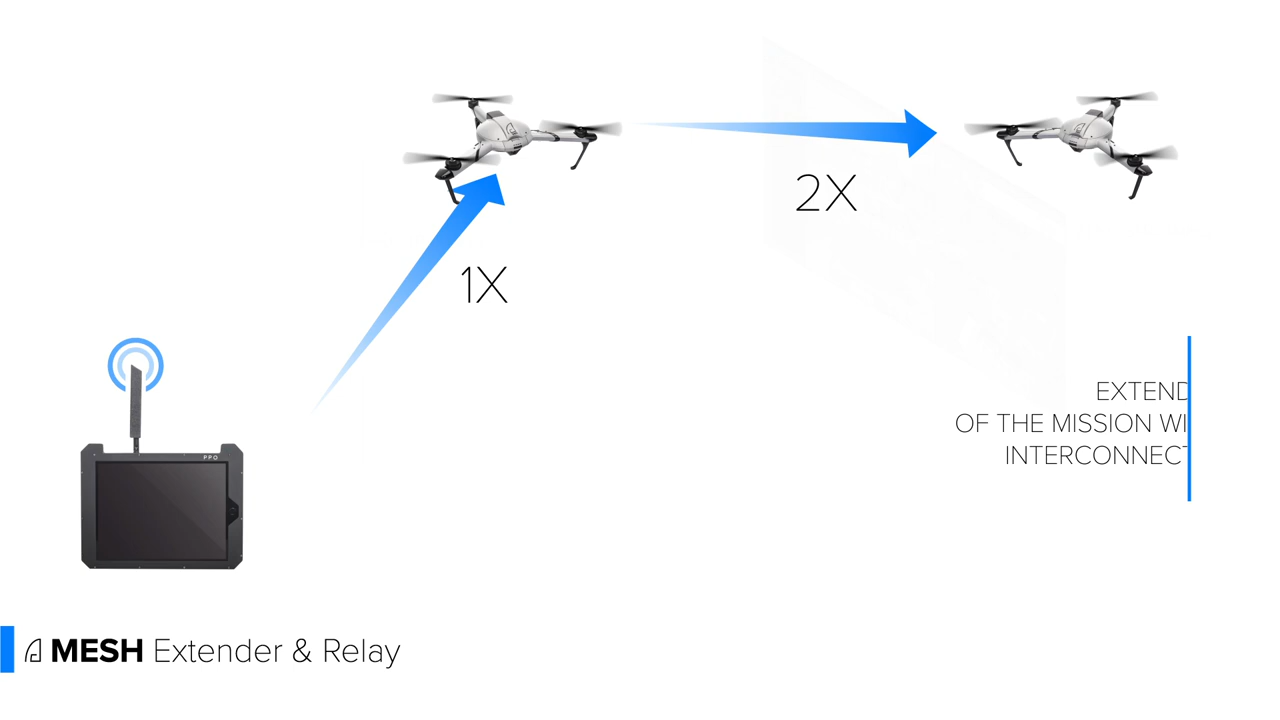 2X
1X
EXTEND
OF THE MISSION WI
INTERCONNECT
PPO
MESH Extender & Relay